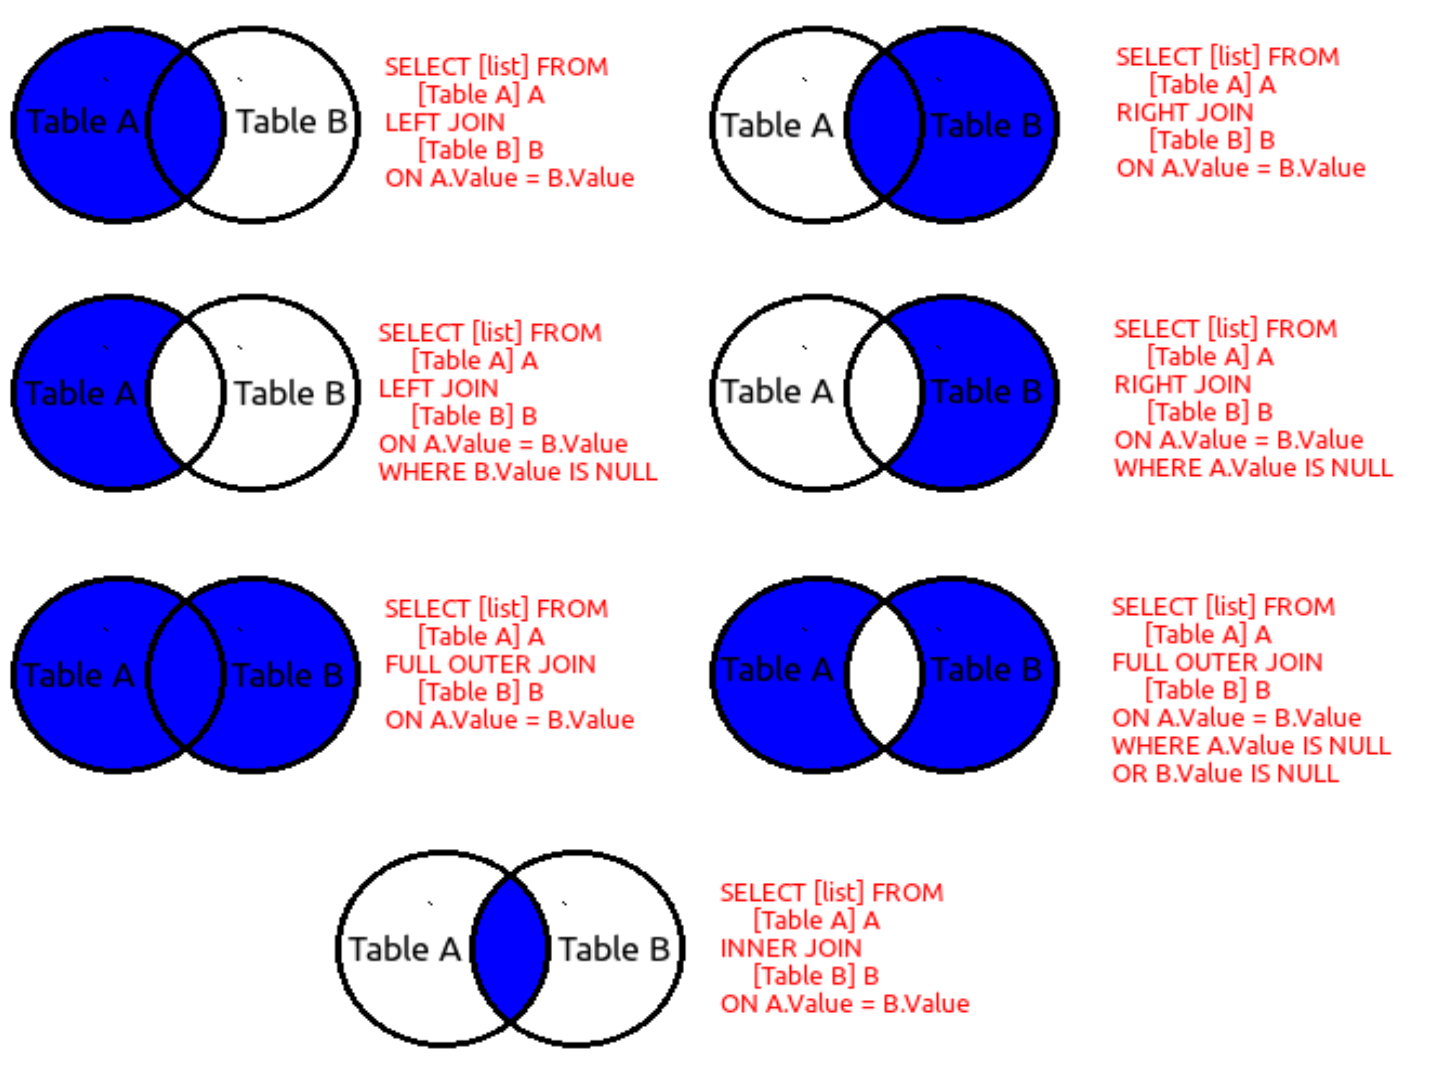 Table A Table B
SELECT [list] FROM
[Table A] A
LEFT JOIN
[Table B] B
ON A.Value = B.Value
Table A Table B
SELECT [list] FROM
[Table A] A
RIGHT JOIN
[Table B] B
ON A.Value = B.Value
Table A Table B
SELECT [list] FROM
[Table A] A
LEFT JOIN
[Table B] B
ON A.Value = B.Value
WHERE B.Value IS NULL
Table A Table B
SELECT [list] FROM
[Table A] A
RIGHT JOIN
[Table B] B
ON A.Value = B.Value
WHERE A.Value IS NULL
Table A Table B
SELECT [list] FROM
[Table A] A
FULL OUTER JOIN
[Table B] B
ON A.Value = B.Value
Table A Table B
SELECT [list] FROM
[Table A] A
FULL OUTER JOIN
[Table B] B
ON A.Value = B.Value
WHERE A.Value IS NULL
OR B.Value IS NULL
Table A Table B
SELECT [list] FROM
[Table A] A
INNER JOIN
[Table B] B
ON A.Value = B.Value